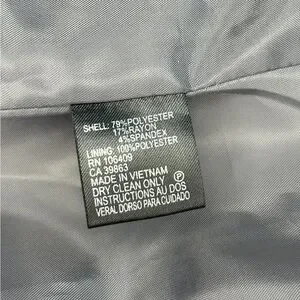 SHELL: 79%POLYESTER
17%RAYON
4%SPANDEX
LINING: 100%POLYESTER
RN 106409
CA 39863
MADE IN VIETNAM
DRY CLEAN ONLY Ⓟ
INSTRUCTIONS AU DOS
VERAL DORSO PARA CUIDADO